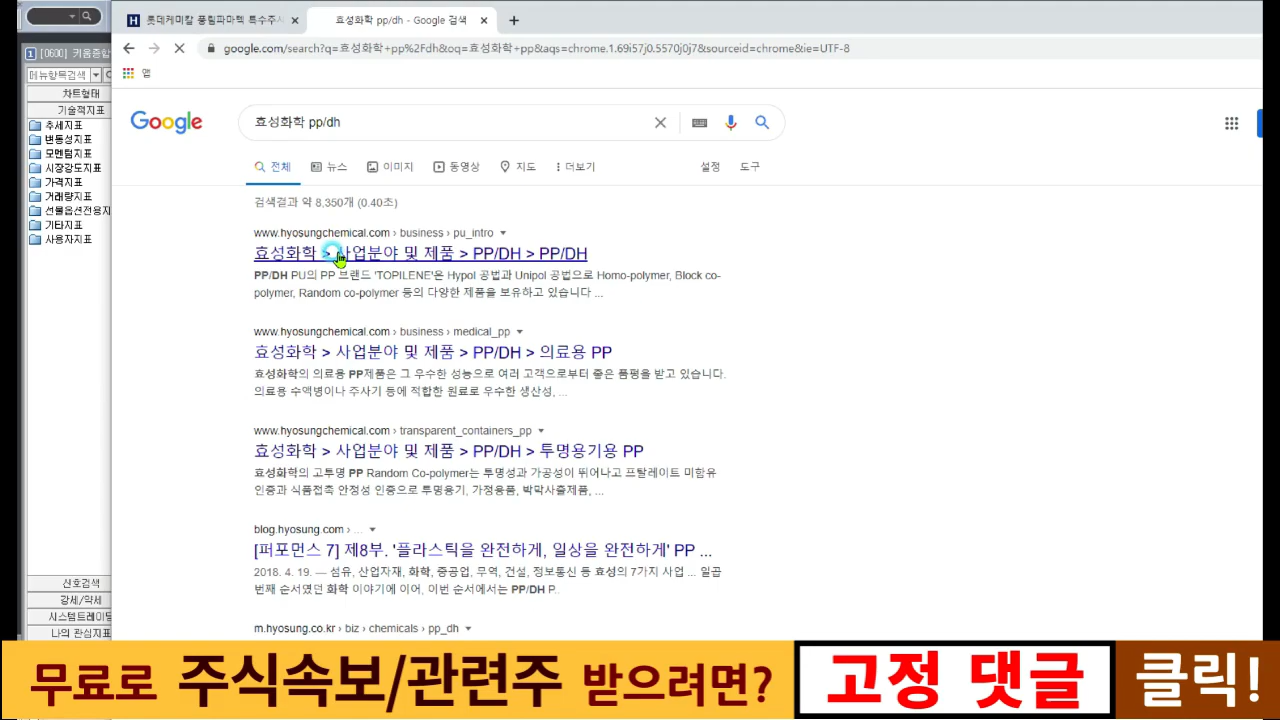 롯데케미칼 풍림파마텍 특수주사
효성화학 pp/dh - Google 검색
[0600] 키움종합
google.com/search?q=효성화학+pp%2Fdh&oq=효성화학+pp&aqs=chrome.1.69i57j0.5570j0j7&sourceid=chrome&ie=UTF-8
메뉴항목검색
앱
차트형태
기술적지표
추세지표
변동성지표
모멘텀지표
시장강도지표
가격지표
거래량지표
선물옵션전용지
기타지표
사용자지표
Google
효성화학 pp/dh
전체 뉴스 이미지 동영상 지도 더보기 설정 도구
검색결과 약 8,350개 (0.40초)
www.hyosungchemical.com › business › pu_intro
효성화학 > 사업분야 및 제품 > PP/DH > PP/DH
PP/DH PU의 PP 브랜드 'TOPILENE'은 Hypol 공법과 Unipol 공법으로 Homo-polymer, Block co-
polymer, Random co-polymer 등의 다양한 제품을 보유하고 있습니다 ...
www.hyosungchemical.com › business › medical_pp
효성화학 > 사업분야 및 제품 > PP/DH > 의료용 PP
효성화학의 의료용 PP제품은 그 우수한 성능으로 여러 고객으로부터 좋은 품평을 받고 있습니다.
의료용 수액병이나 주사기 등에 적합한 원료로 우수한 생산성, ...
www.hyosungchemical.com › transparent_containers_pp
효성화학 > 사업분야 및 제품 > PP/DH > 투명용기용 PP
효성화학의 고투명 PP Random Co-polymer는 투명성과 가공성이 뛰어나고 프탈레이트 미함유
인증과 식품접촉 안정성 인증으로 투명용기, 가정용품, 박막사출제품, ...
blog.hyosung.com › ...
[퍼포먼스 7] 제8부. '플라스틱을 완전하게, 일상을 완전하게' PP ...
2018. 4. 19. — 섬유, 산업자재, 화학, 중공업, 무역, 건설, 정보통신 등 효성의 7가지 사업 ... 일곱
번째 순서였던 화학 이야기에 이어, 이번 순서에서는 PP/DH P..
m.hyosung.co.kr › biz › chemicals › pp_dh
신호검색
강세/약세
시스템트레이딩
나의 관심지표
무료로 주식속보/관련주 받으려면? 고정 댓글 클릭!